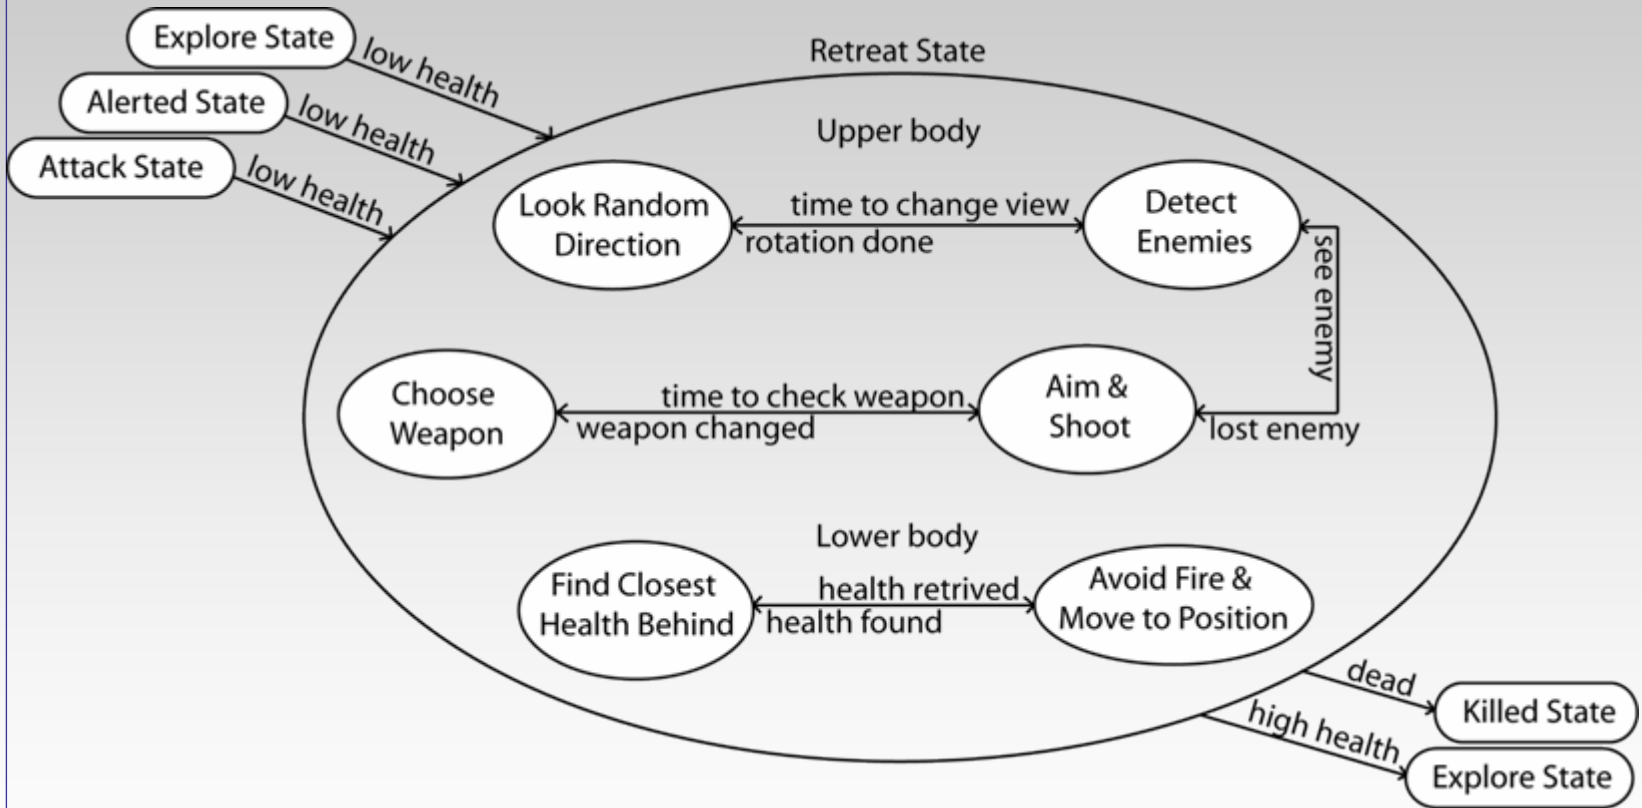 Explore State
low health
Alerted State
low health
Attack State
low health
Retreat State
Upper body
Look Random
Direction
time to change view
rotation done
Detect
Enemies
see enemy
Choose
Weapon
time to check weapon
weapon changed
Aim &
Shoot
lost enemy
Lower body
Find Closest
Health Behind
health retrived
health found
Avoid Fire &
Move to Position
dead
Killed State
high health
Explore State